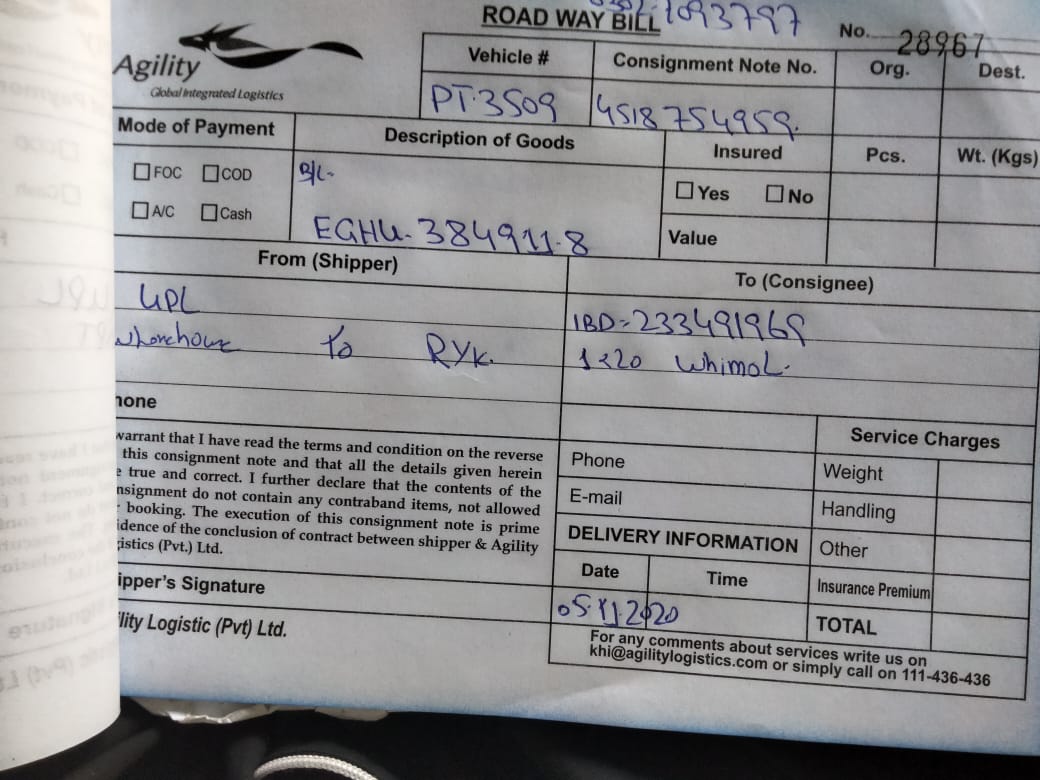 ROAD WAY BILL 1093797
No. 28967
Agility
Global Integrated Logistics
Vehicle #
Consignment Note No.
Org.
Dest.
PT.3509
4518754959.
Mode of Payment
Description of Goods
Insured
Pcs.
Wt. (Kgs)
FOC COD
B/L-
Yes No
A/C Cash
EGHU-384911-8
Value
From (Shipper)
To (Consignee)
UPL
IBD-233491969
To RYK.
1x20
hone
Service Charges
warrant that I have read the terms and condition on the reverse
this consignment note and that all the details given herein
e true and correct. I further declare that the contents of the
nsignment do not contain any contraband items, not allowed
r booking. The execution of this consignment note is prime
idence of the conclusion of contract between shipper & Agility
gistics (Pvt.) Ltd.
Phone
Weight
E-mail
Handling
DELIVERY INFORMATION
Other
Date
Time
Insurance Premium
ipper's Signature
05.11.2020
TOTAL
ility Logistic (Pvt) Ltd.
For any comments about services write us on
khi@agilitylogistics.com or simply call on 111-436-436